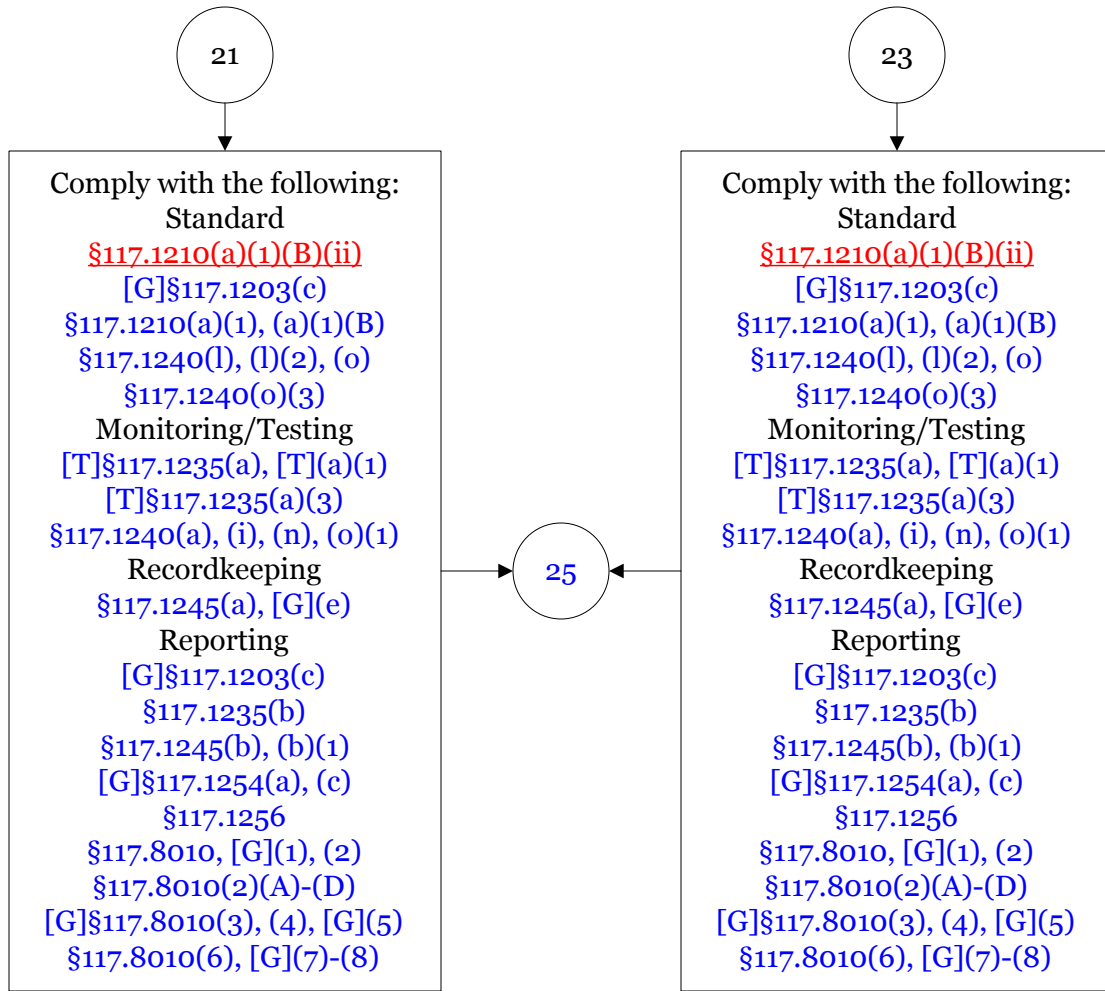 21
Comply with the following:
Standard
§117.1210(a)(1)(B)(ii)
[G]§117.1203(c)
§117.1210(a)(1), (a)(1)(B)
§117.1240(l), (l)(2), (o)
§117.1240(o)(3)
Monitoring/Testing
[T]§117.1235(a), [T](a)(1)
[T]§117.1235(a)(3)
§117.1240(a), (i), (n), (o)(1)
Recordkeeping
§117.1245(a), [G](e)
Reporting
[G]§117.1203(c)
§117.1235(b)
§117.1245(b), (b)(1)
[G]§117.1254(a), (c)
§117.1256
§117.8010, [G](1), (2)
§117.8010(2)(A)-(D)
[G]§117.8010(3), (4), [G](5)
§117.8010(6), [G](7)-(8)
25
23
Comply with the following:
Standard
§117.1210(a)(1)(B)(ii)
[G]§117.1203(c)
§117.1210(a)(1), (a)(1)(B)
§117.1240(l), (l)(2), (o)
§117.1240(o)(3)
Monitoring/Testing
[T]§117.1235(a), [T](a)(1)
[T]§117.1235(a)(3)
§117.1240(a), (i), (n), (o)(1)
Recordkeeping
§117.1245(a), [G](e)
Reporting
[G]§117.1203(c)
§117.1235(b)
§117.1245(b), (b)(1)
[G]§117.1254(a), (c)
§117.1256
§117.8010, [G](1), (2)
§117.8010(2)(A)-(D)
[G]§117.8010(3), (4), [G](5)
§117.8010(6), [G](7)-(8)